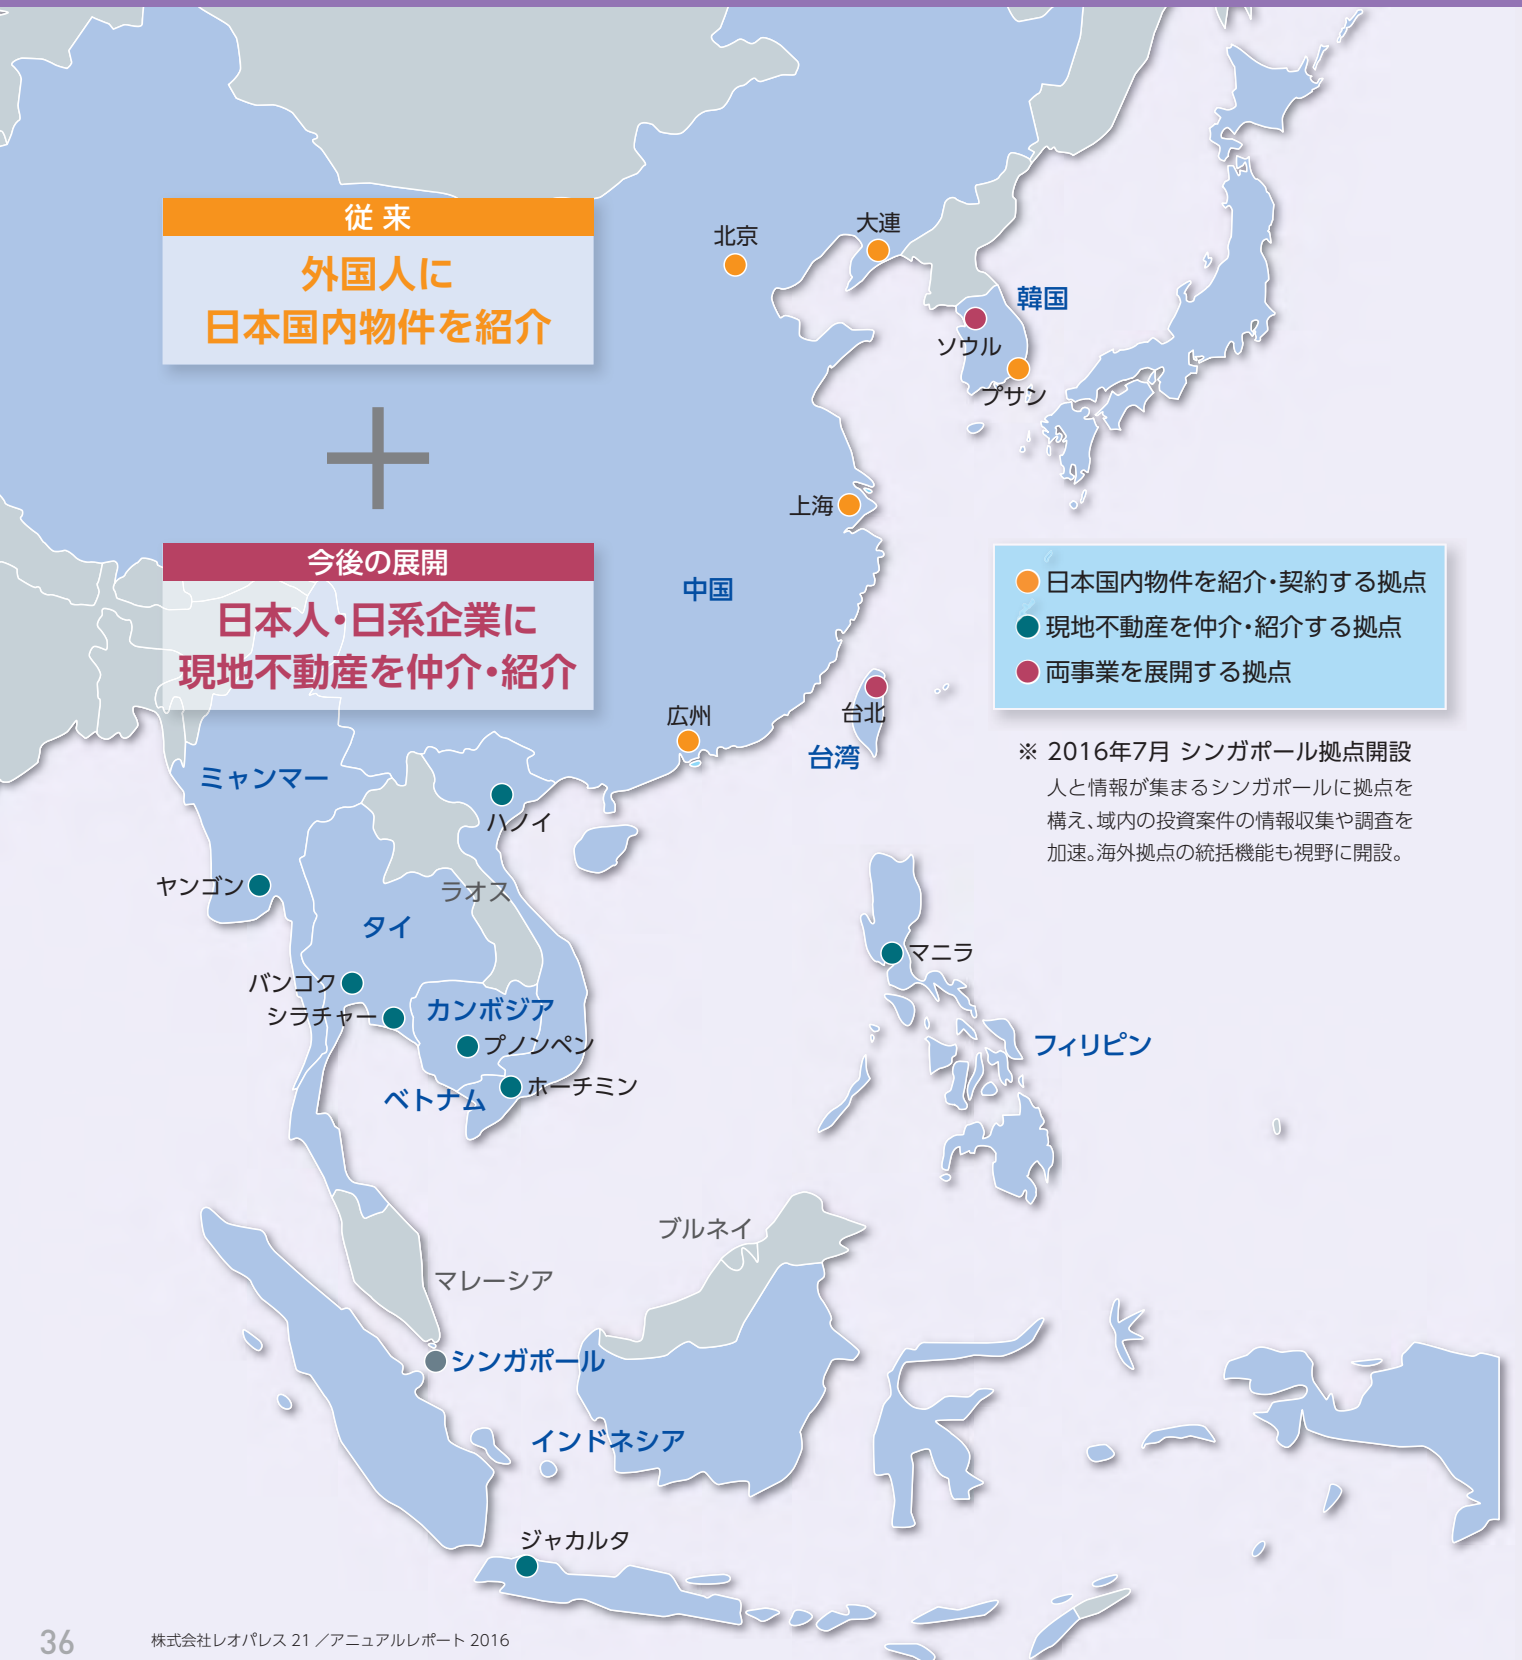 従来
外国人に
日本国内物件を紹介
今後の展開
日本人・日系企業に
現地不動産を仲介・紹介
北京
大連
韓国
ソウル
プサン
上海
中国
日本国内物件を紹介・契約する拠点
現地不動産を仲介・紹介する拠点
両事業を展開する拠点
台北
台湾
広州
※ 2016年7月 シンガポール拠点開設
人と情報が集まるシンガポールに拠点を
構え、域内の投資案件の情報収集や調査を
加速。海外拠点の統括機能も視野に開設。
ミャンマー
ハノイ
ヤンゴン
ラオス
タイ
マニラ
バンコク
シラチャー
カンボジア
プノンペン
フィリピン
ベトナム
ホーチミン
ブルネイ
マレーシア
シンガポール
インドネシア
ジャカルタ
36
株式会社レオパレス 21 ／アニュアルレポート 2016